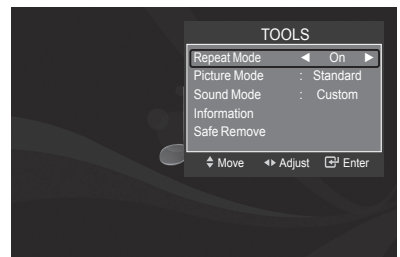 TOOLS
Repeat Mode ◀ On ▶
Picture Mode : Standard
Sound Mode : Custom
Information
Safe Remove
Move Adjust Enter